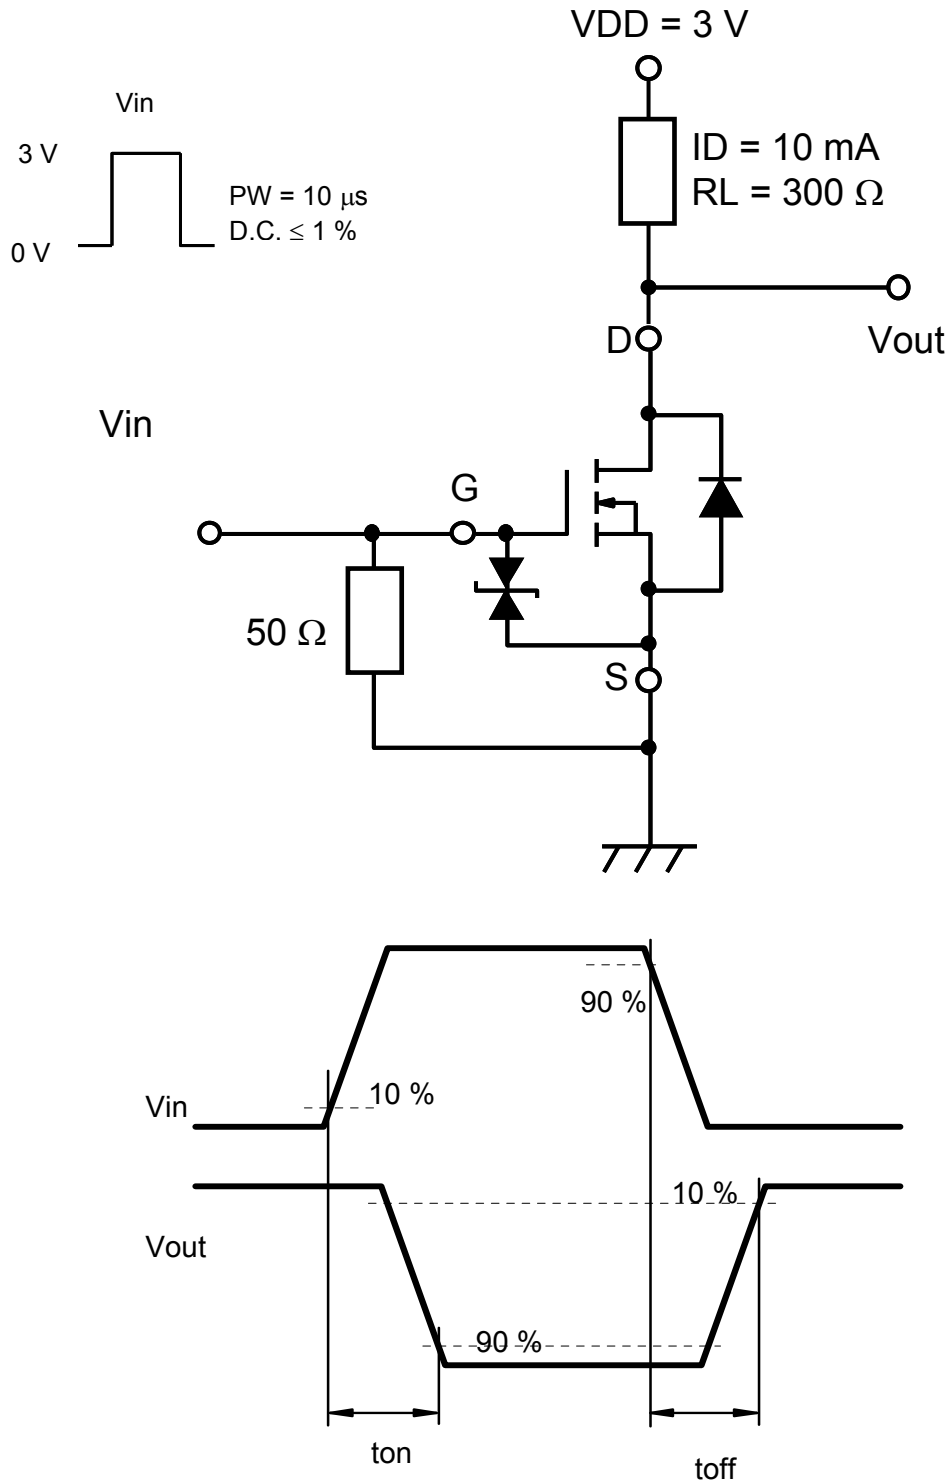 VDD = 3 V
Vin
3 V
PW = 10 μs
D.C. ≤ 1 %
0 V
ID = 10 mA
RL = 300 Ω
D
Vout
Vin
G
50 Ω
S
90 %
10 %
Vin
10 %
Vout
90 %
ton
toff